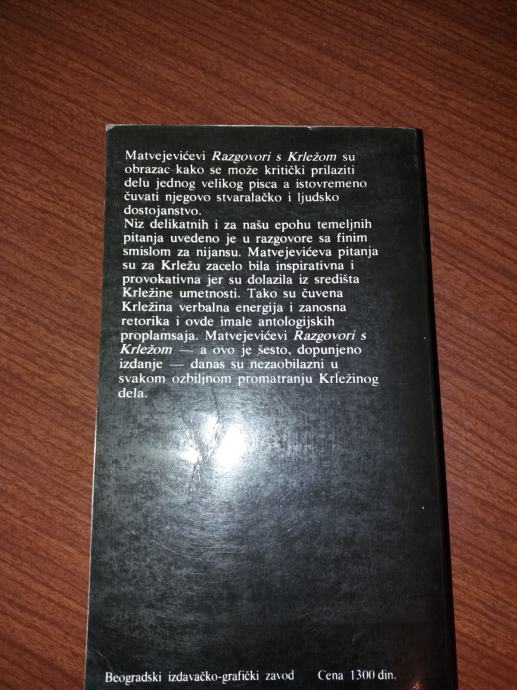 Matvejevićevi Razgovori s Krležom su
obrazac kako se može kritički prilaziti
delu jednog velikog pisca a istovremeno
čuvati njegovo stvaralačko i ljudsko
dostojanstvo.
Niz delikatnih i za našu epohu temeljnih
pitanja uvedeno je u razgovore sa finim
smislom za nijansu. Matvejevićeva pitanja
su za Krležu zacelo bila inspirativna i
provokativna jer su dolazila iz središta
Krležine umetnosti. Tako su čuvena
Krležina verbalna energija i zanosna
retorika i ovde imale antologijskih
proplamsaja. Matvejevićevi Razgovori s
Krležom — a ovo je šesto, dopunjeno
izdanje — danas su nezaobilazni u
svakom ozbiljnom promatranju Krležinog
dela.
Beogradski izdavačko-grafički zavod Cena 1300 din.